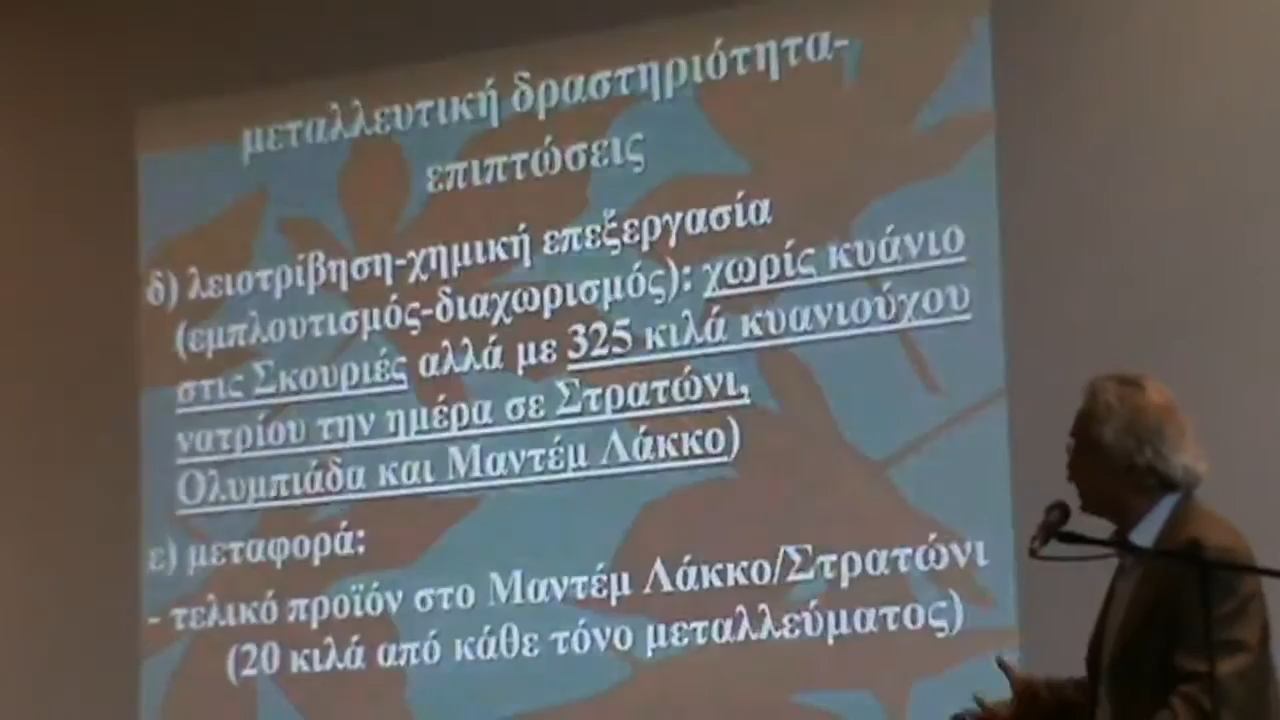 μεταλλευτική δραστηριότητα-
επιπτώσεις
δ) λειοτρίβηση-χημική επεξεργασία
(εμπλουτισμός-διαχωρισμός): χωρίς κυάνιο
στις Σκουριές αλλά με 325 κιλά κυανιούχου
νατρίου την ημέρα σε Στρατώνι,
Ολυμπιάδα και Μαντέμ Λάκκο)
ε) μεταφορά:
- τελικό προϊόν στο Μαντέμ Λάκκο/Στρατώνι
(20 κιλά από κάθε τόνο μεταλλεύματος)